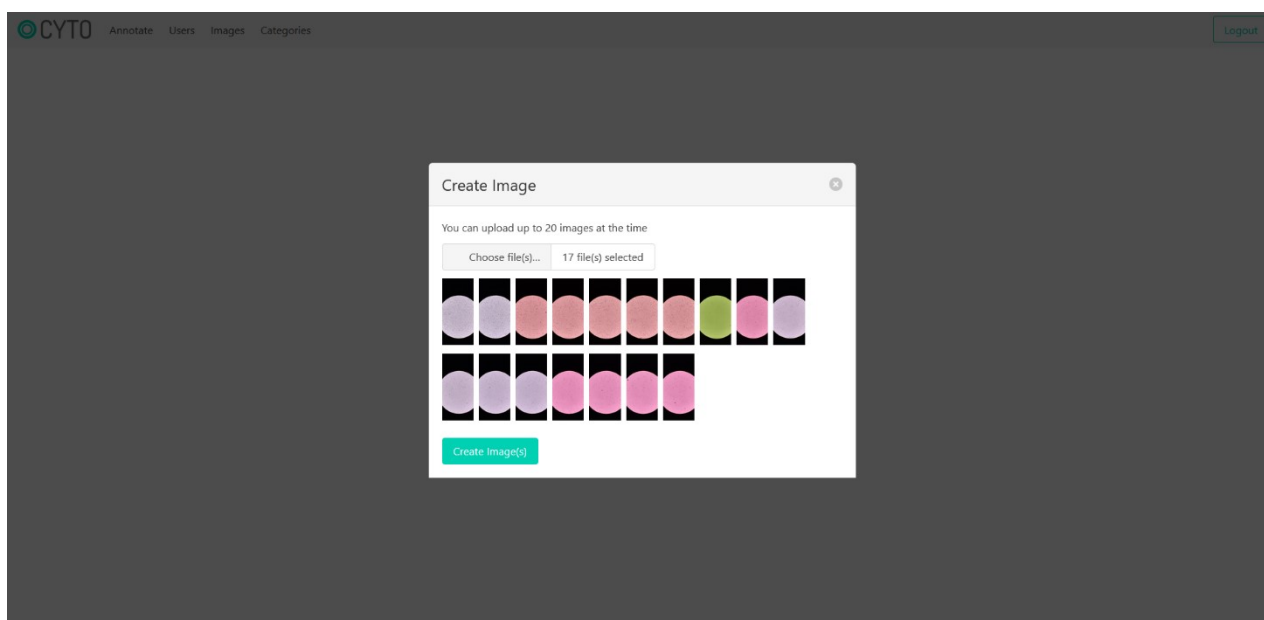 CYTO Annotate Users Images Categories Logout
Create Image
You can upload up to 20 images at the time
Choose file(s)... 17 file(s) selected
Create Image(s)